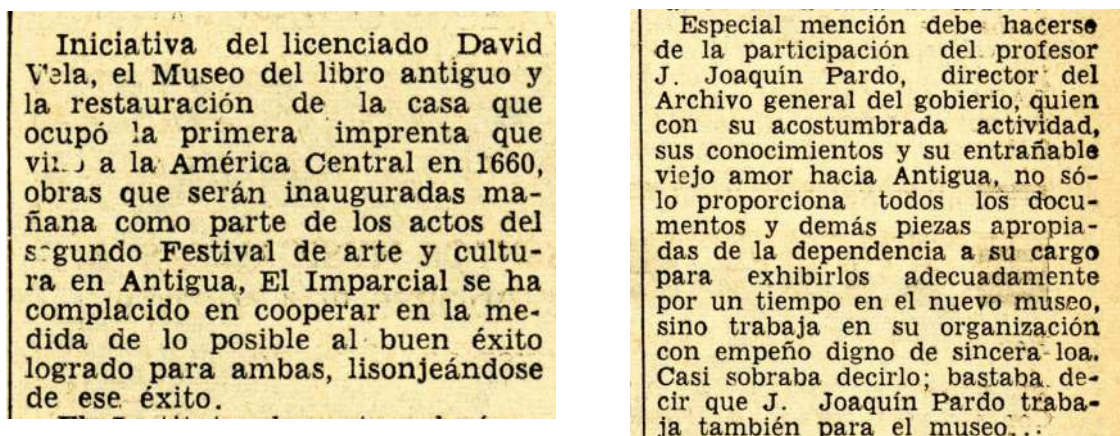 Iniciativa del licenciado David
Vela, el Museo del libro antiguo y
la restauración de la casa que
ocupó la primera imprenta que
a la América Central en 1660,
obras que serán inauguradas ma-
ñana como parte de los actos del
segundo Festival de arte y cultu-
ra en Antigua, El Imparcial se ha
complacido en cooperar en la me-
dida de lo posible al buen éxito
logrado para ambas, lisonjeándose
de ese éxito.
Especial mención debe hacerse
de la participación del profesor
J. Joaquín Pardo, director del
Archivo general del gobierio, quien
con su acostumbrada actividad,
sus conocimientos y su entrañable
viejo amor hacia Antigua, no só-
lo proporciona todos los docu-
mentos y demás piezas apropia-
das de la dependencia a su cargo
para exhibirlos adecuadamente
por un tiempo en el nuevo museo,
sino trabaja en su organización
con empeño digno de sincera loa.
Casi sobraba decirlo; bastaba de-
cir que J. Joaquín Pardo traba-
ja también para el museo...